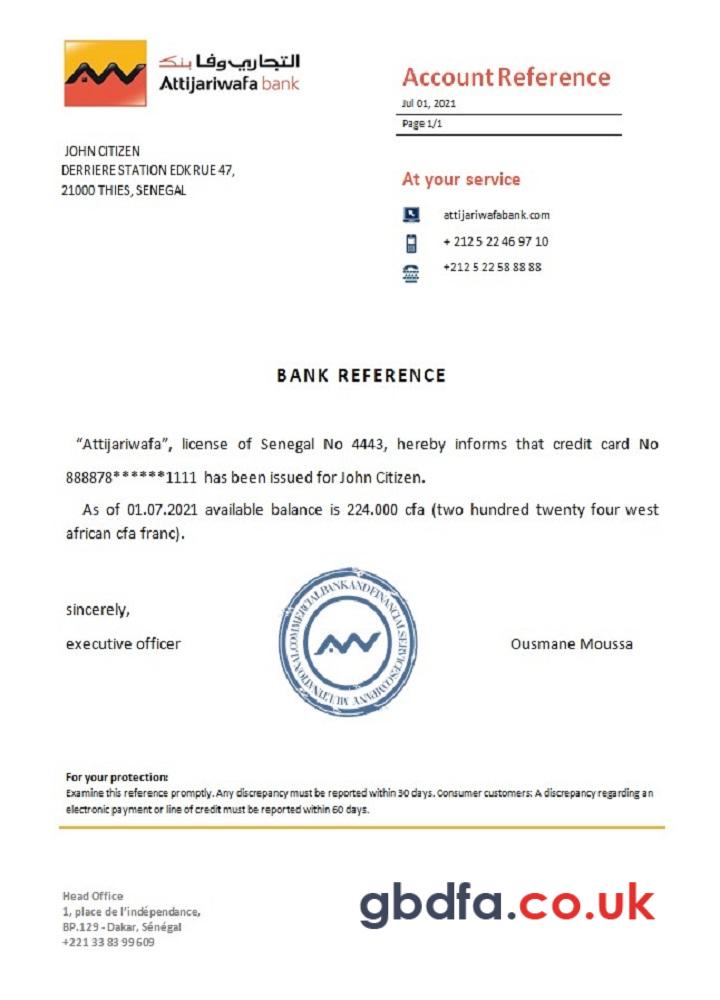 التجاري وفا بنك
Attijariwafa bank
Account Reference
Jul 01, 2021
Page 1/1
JOHN CITIZEN
DERRIERE STATION EDK RUE 47,
21000 THIES, SENEGAL
At your service
attijariwafabank.com
+ 212 5 22 46 97 10
+212 5 22 58 88 88
BANK REFERENCE
“Attijariwafa”, license of Senegal No 4443, hereby informs that credit card No
888878******1111 has been issued for John Citizen.
As of 01.07.2021 available balance is 224.000 cfa (two hundred twenty four west
african cfa franc).
sincerely,
executive officer
Ousmane Moussa
For your protection:
Examine this reference promptly. Any discrepancy must be reported within 30 days. Consumer customers: A discrepancy regarding an
electronic payment or line of credit must be reported within 60 days.
Head Office
1, place de l’indépendance,
BP.129 - Dakar, Sénégal
+221 33 83 99 609
gbdfa.co.uk